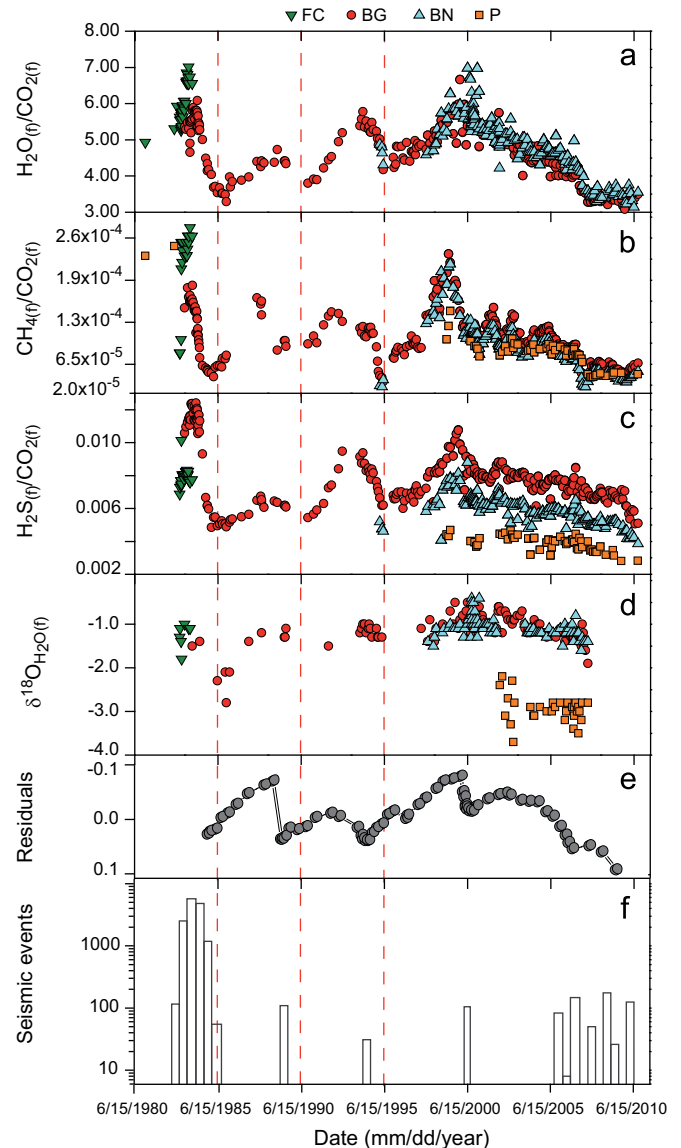 FC BG BN P
a
8.00
7.00
6.00
5.00
4.00
3.00
H₂O(f)/CO₂(f)
b
2.6x10⁻⁴
1.9x10⁻⁴
1.3x10⁻⁴
6.5x10⁻⁵
2.0x10⁻⁵
CH₄(f)/CO₂(f)
c
0.010
0.006
0.002
H₂S(f)/CO₂(f)
d
-1.0
-2.0
-3.0
-4.0
δ¹⁸O H₂O(f)
e
-0.1
0.0
0.1
Residuals
f
1000
100
10
Seismic events
6/15/1980 6/15/1985 6/15/1990 6/15/1995 6/15/2000 6/15/2005 6/15/2010
Date (mm/dd/year)